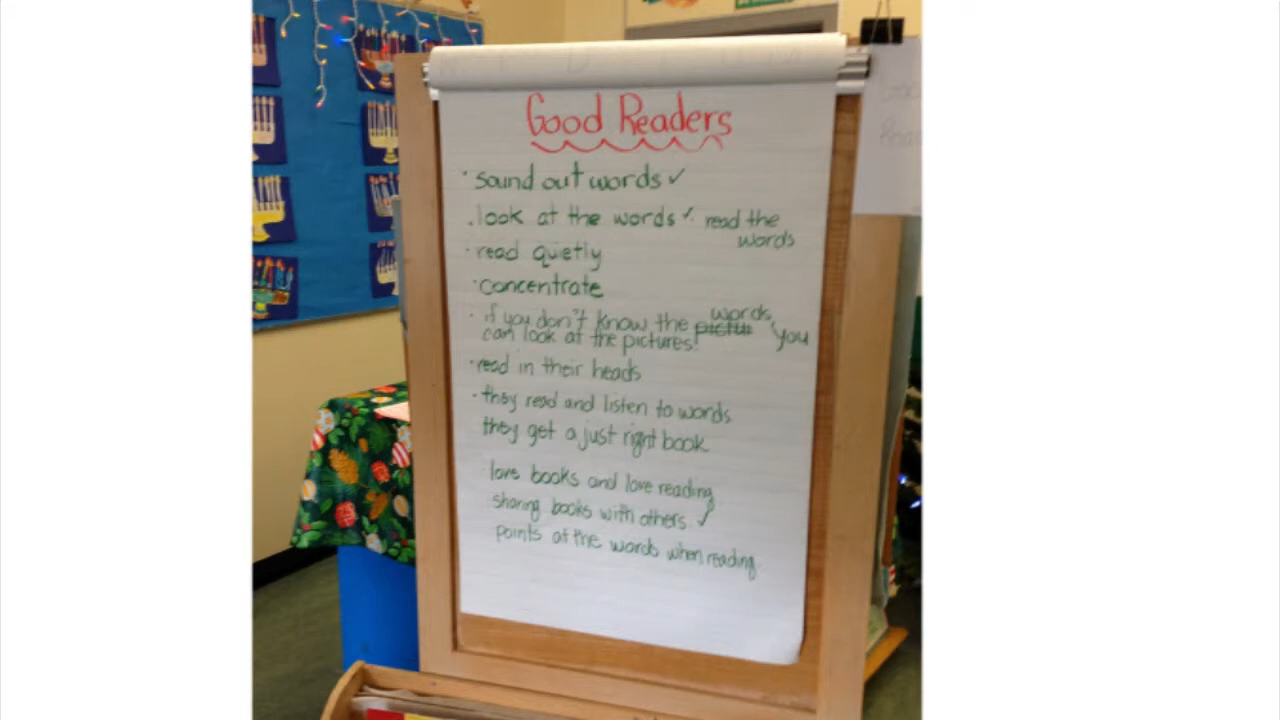 Good Readers
· sound out words ✓
· look at the words ✓· read the
words
· read quietly
· concentrate
words,
· if you don't know the pictur you
can look at the pictures.
· read in their heads
· they read and listen to words
they get a just right book
love books and love reading
sharing books with others ✓
points at the words when reading